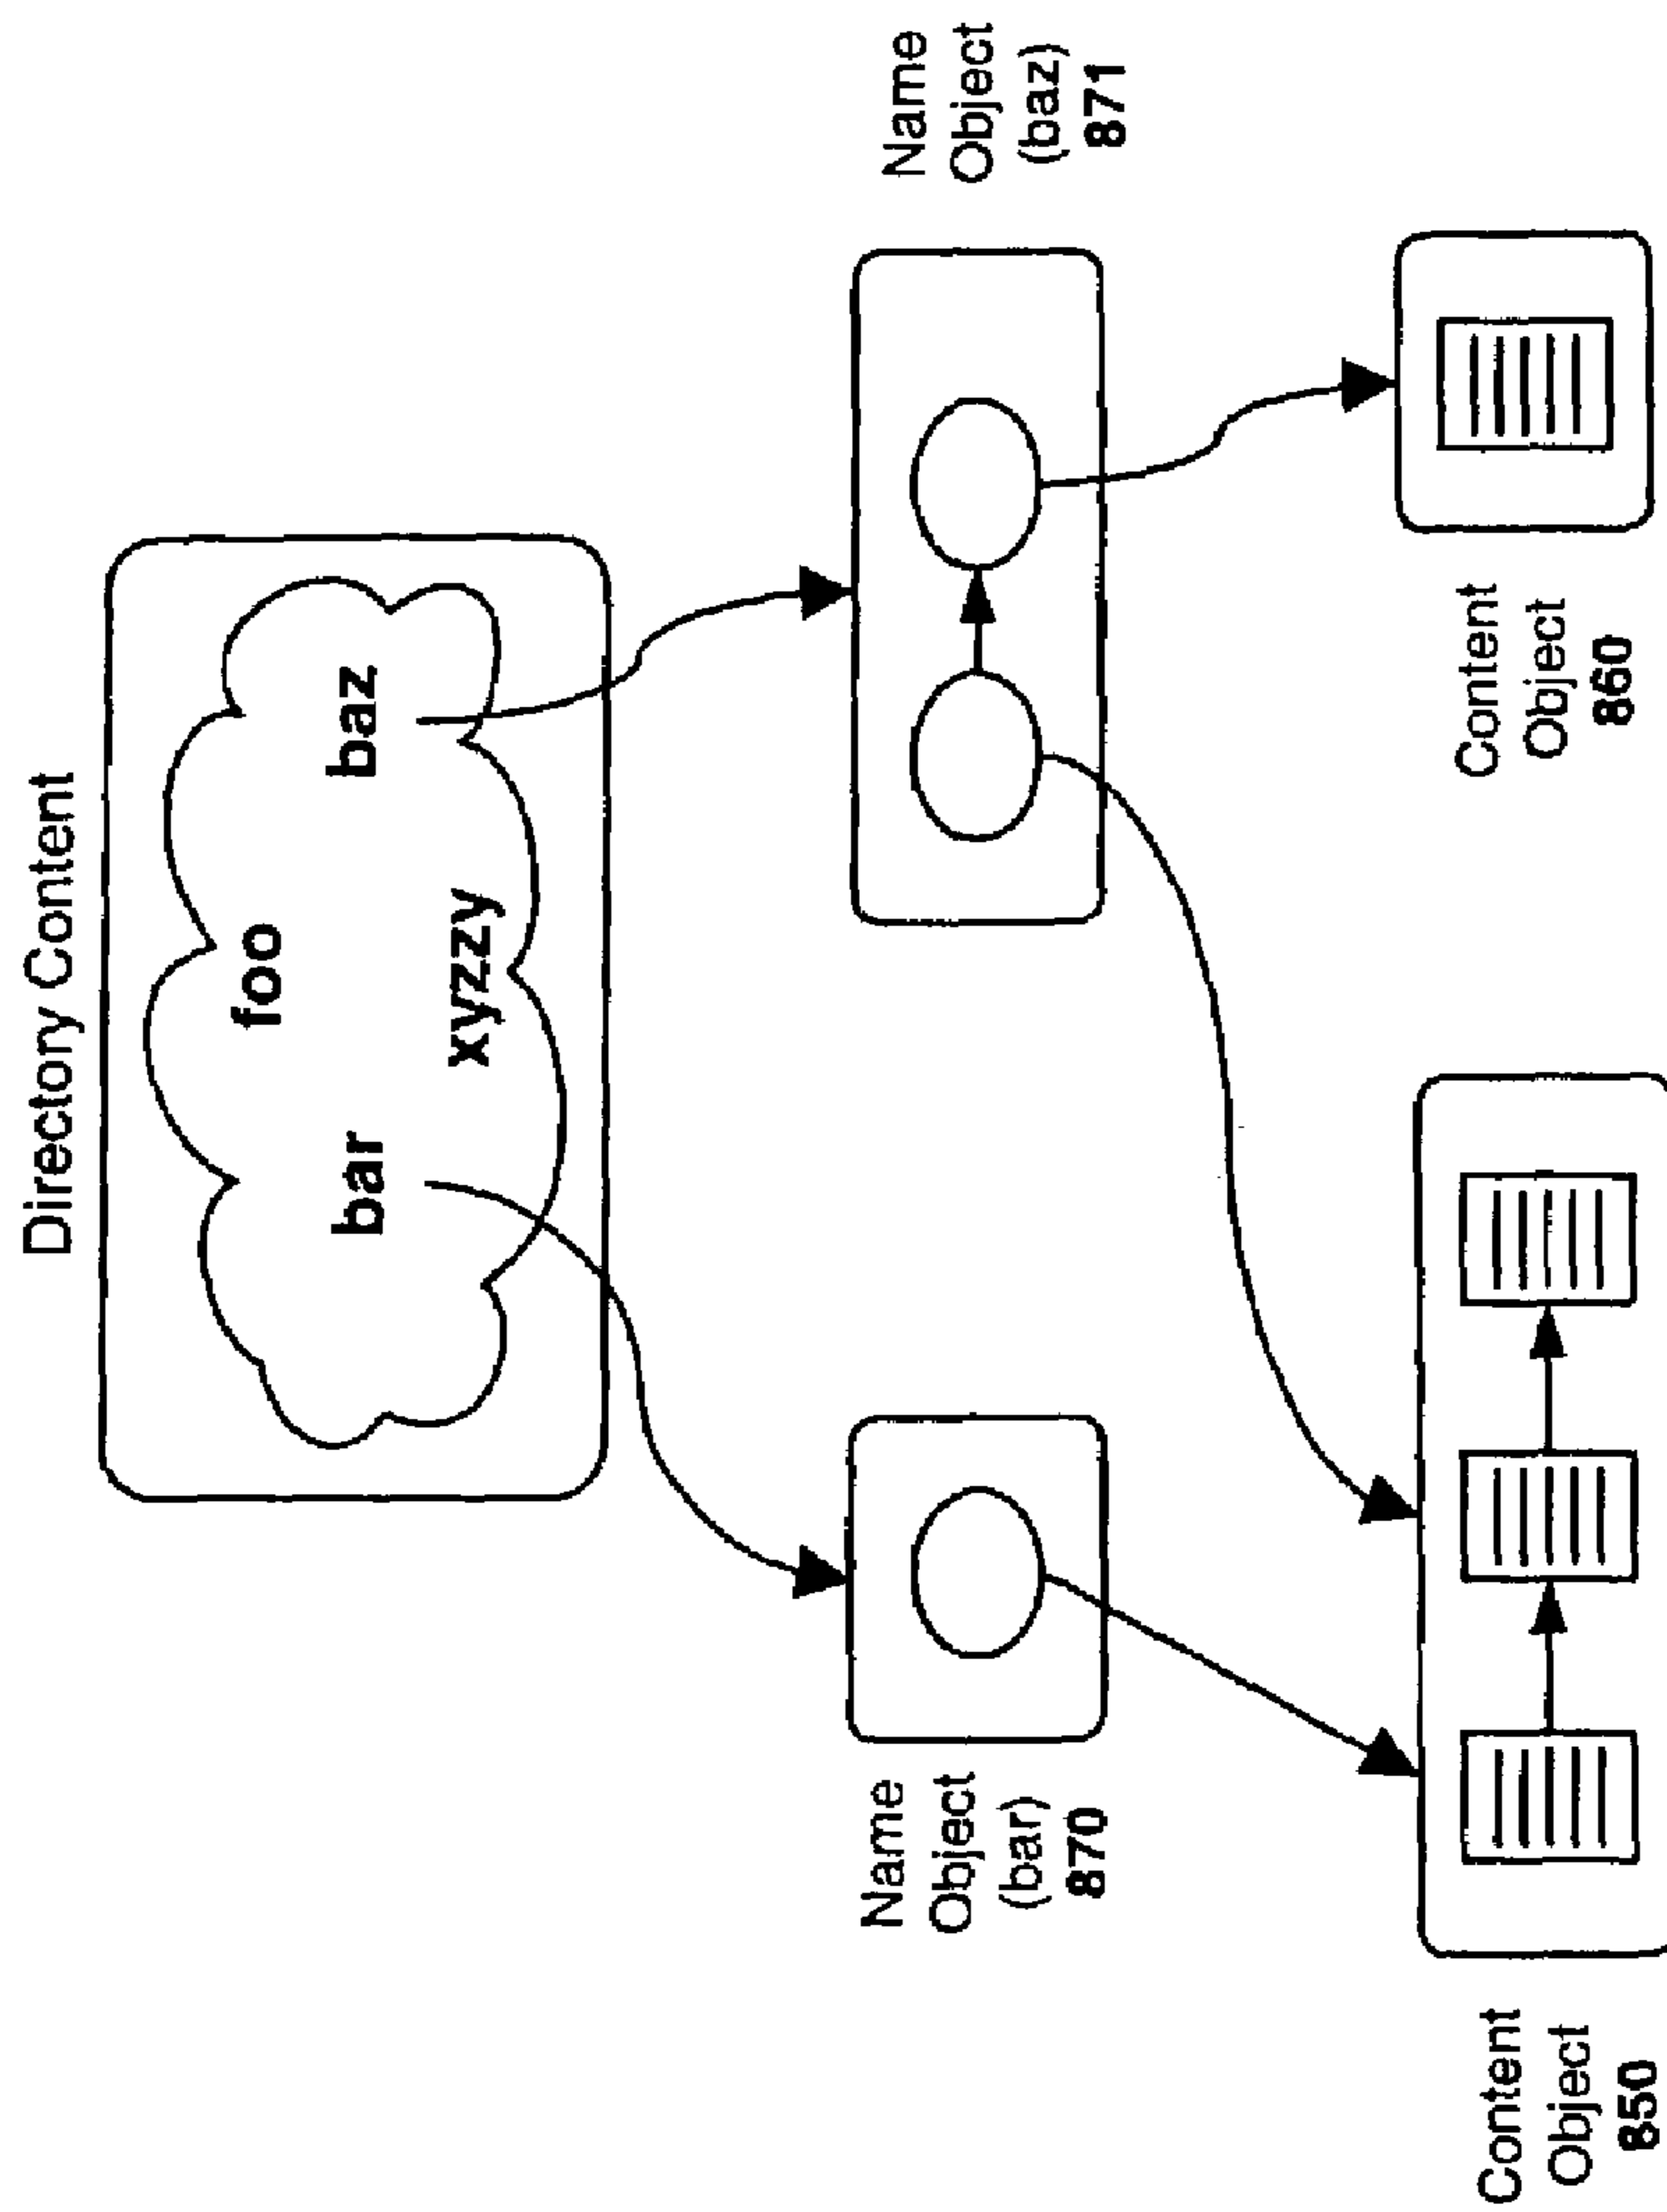 Directory Content
foo
bar
baz
xyzzy
Name
Object
(bar)
870
Name
Object
(baz)
871
Content
Object
850
Content
Object
860